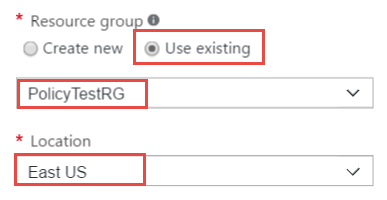 * Resource group
Create new Use existing
PolicyTestRG
* Location
East US